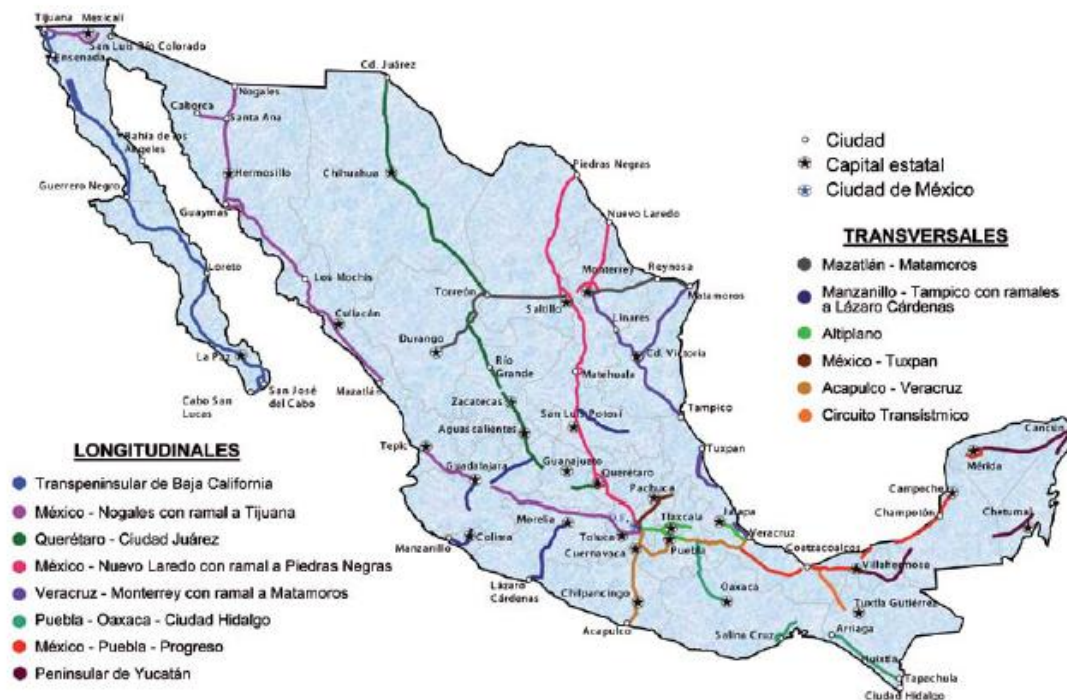 Tijuana Mexicali
San Luis Río Colorado
Ensenada
Cd. Juárez
Nogales
Caborca
Santa Ana
Bahía de los
Angeles
Hermosillo
Chihuahua
Piedras Negras
Guerrero Negro
Guaymas
Nuevo Laredo
Loreto
Los Mochis
Monterrey
Reynosa
Torreón
Saltillo
Matamoros
Culiacán
Linares
Durango
La Paz
Cd. Victoria
Río
Grande
Matehuala
Cabo San
Lucas
San José
del Cabo
Mazatlán
Zacatecas
San Luis Potosí
Tampico
Aguascalientes
Tepic
Tuxpan
Guadalajara
Guanajuato
Querétaro
Pachuca
Cancún
Mérida
Campeche
Morelia
D.F.
Tlaxcala
Jalapa
Champotón
Chetumal
Manzanillo
Colima
Toluca
Veracruz
Coatzacoalcos
Cuernavaca
Puebla
Lázaro
Cárdenas
Villahermosa
Chilpancingo
Oaxaca
Tuxtla Gutiérrez
Acapulco
Salina Cruz
Arriaga
Huixtla
Tapachula
Ciudad Hidalgo
Ciudad
Capital estatal
Ciudad de México
TRANSVERSALES
Mazatlán - Matamoros
Manzanillo - Tampico con ramales
a Lázaro Cárdenas
Altiplano
México - Tuxpan
Acapulco - Veracruz
Circuito Transístmico
LONGITUDINALES
Transpeninsular de Baja California
México - Nogales con ramal a Tijuana
Querétaro - Ciudad Juárez
México - Nuevo Laredo con ramal a Piedras Negras
Veracruz - Monterrey con ramal a Matamoros
Puebla - Oaxaca - Ciudad Hidalgo
México - Puebla - Progreso
Peninsular de Yucatán